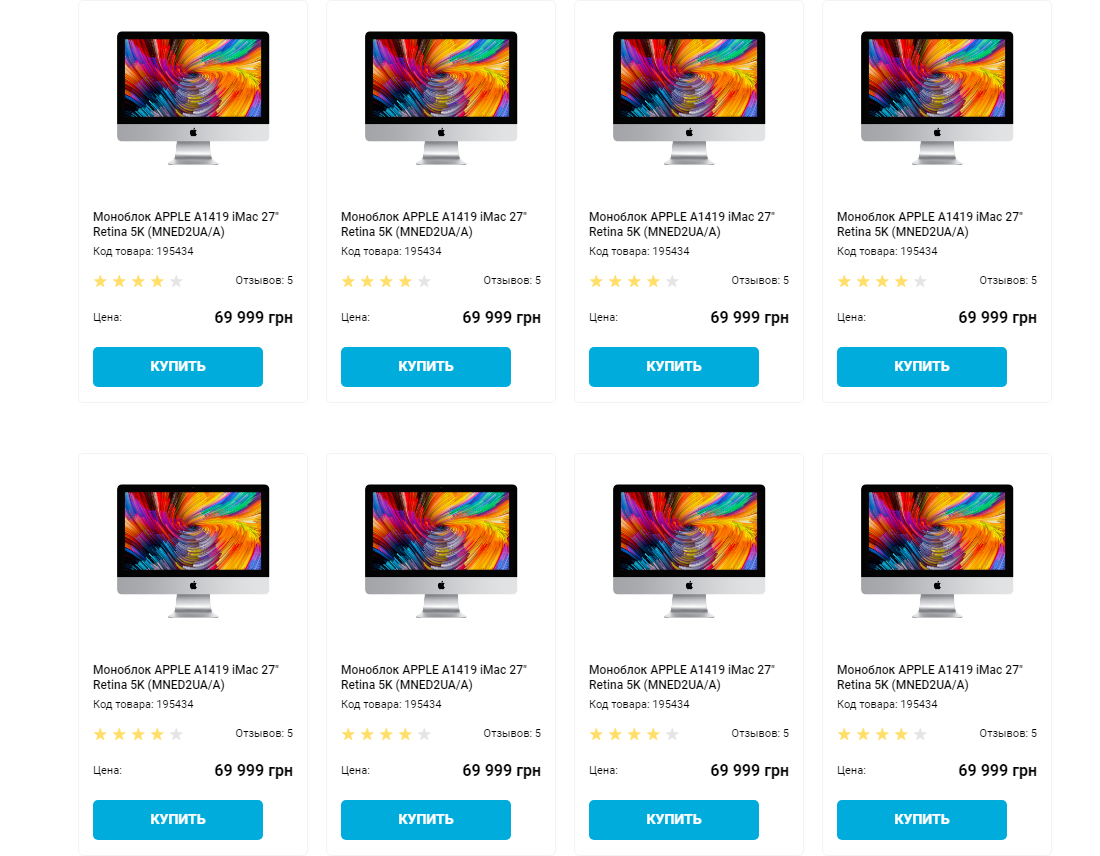 Моноблок APPLE A1419 iMac 27"
Retina 5K (MNED2UA/A)
Код товара: 195434
Отзывов: 5
Цена: 69 999 грн
КУПИТЬ
Моноблок APPLE A1419 iMac 27"
Retina 5K (MNED2UA/A)
Код товара: 195434
Отзывов: 5
Цена: 69 999 грн
КУПИТЬ
Моноблок APPLE A1419 iMac 27"
Retina 5K (MNED2UA/A)
Код товара: 195434
Отзывов: 5
Цена: 69 999 грн
КУПИТЬ
Моноблок APPLE A1419 iMac 27"
Retina 5K (MNED2UA/A)
Код товара: 195434
Отзывов: 5
Цена: 69 999 грн
КУПИТЬ
Моноблок APPLE A1419 iMac 27"
Retina 5K (MNED2UA/A)
Код товара: 195434
Отзывов: 5
Цена: 69 999 грн
КУПИТЬ
Моноблок APPLE A1419 iMac 27"
Retina 5K (MNED2UA/A)
Код товара: 195434
Отзывов: 5
Цена: 69 999 грн
КУПИТЬ
Моноблок APPLE A1419 iMac 27"
Retina 5K (MNED2UA/A)
Код товара: 195434
Отзывов: 5
Цена: 69 999 грн
КУПИТЬ
Моноблок APPLE A1419 iMac 27"
Retina 5K (MNED2UA/A)
Код товара: 195434
Отзывов: 5
Цена: 69 999 грн
КУПИТЬ